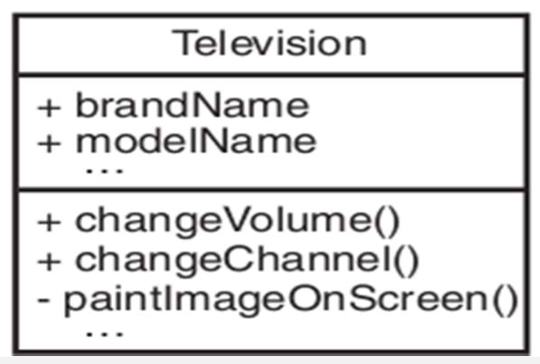 Television
+ brandName
+ modelName
...
+ changeVolume()
+ changeChannel()
- paintImageOnScreen()
...